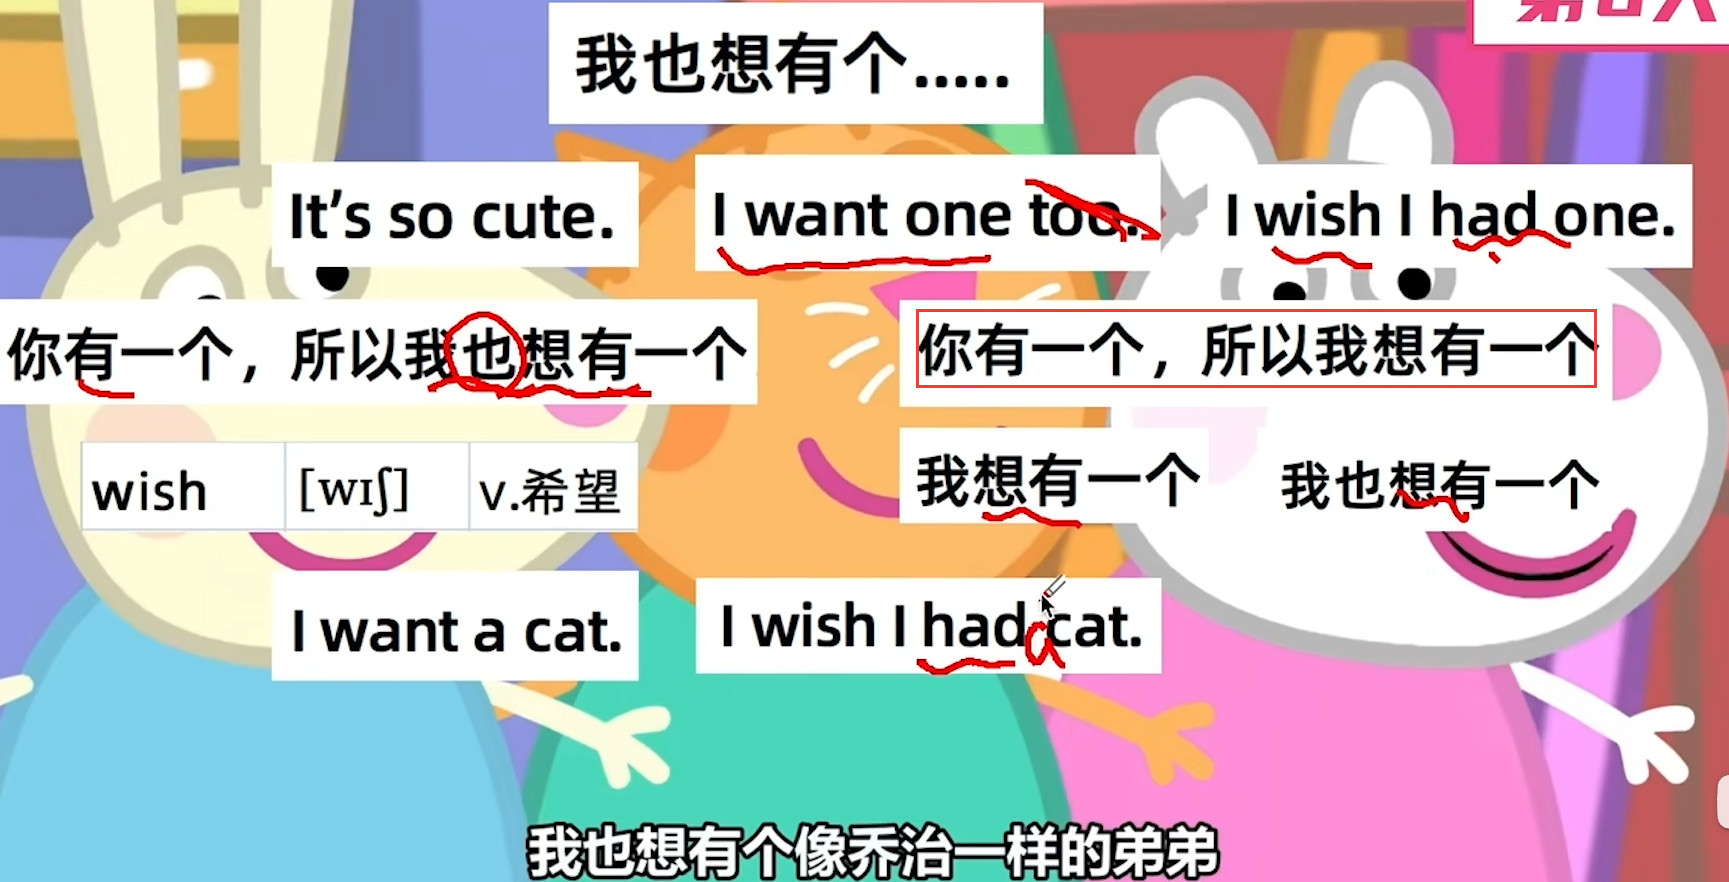 我也想有个.....
It's so cute.
I want one too.
I wish I had one.
你有一个，所以我也想有一个
你有一个，所以我想有一个
wish [wɪʃ] v.希望
我想有一个
我也想有一个
I want a cat.
I wish I had a cat.
我也想有个像乔治一样的弟弟